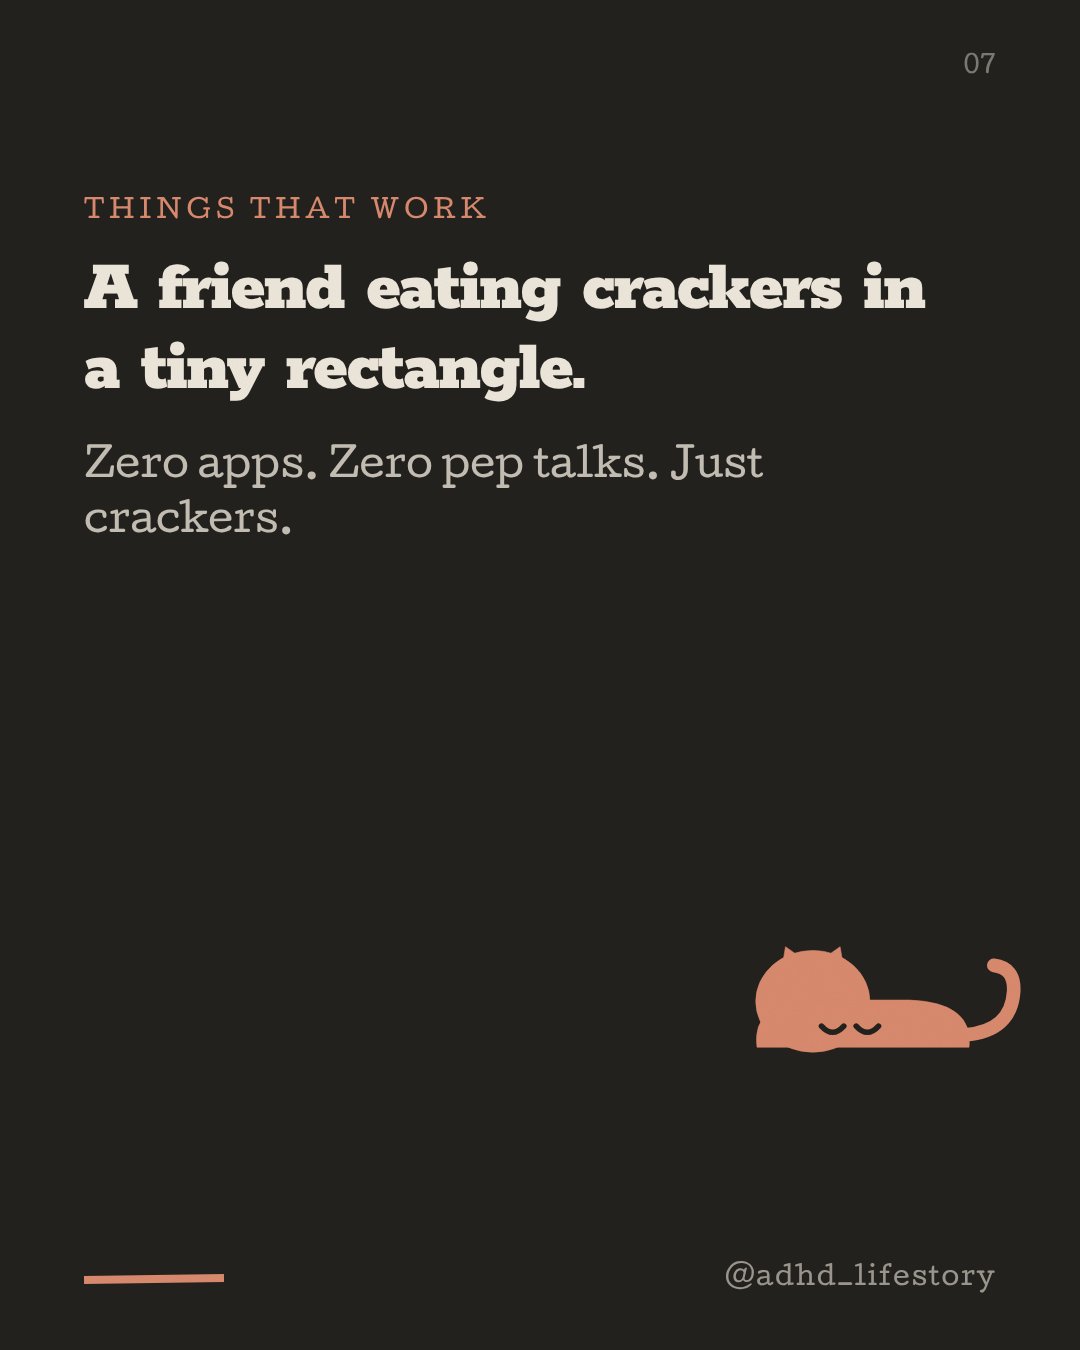 07
THINGS THAT WORK
A friend eating crackers in
a tiny rectangle.
Zero apps. Zero pep talks. Just
crackers.
@adhd_lifestory